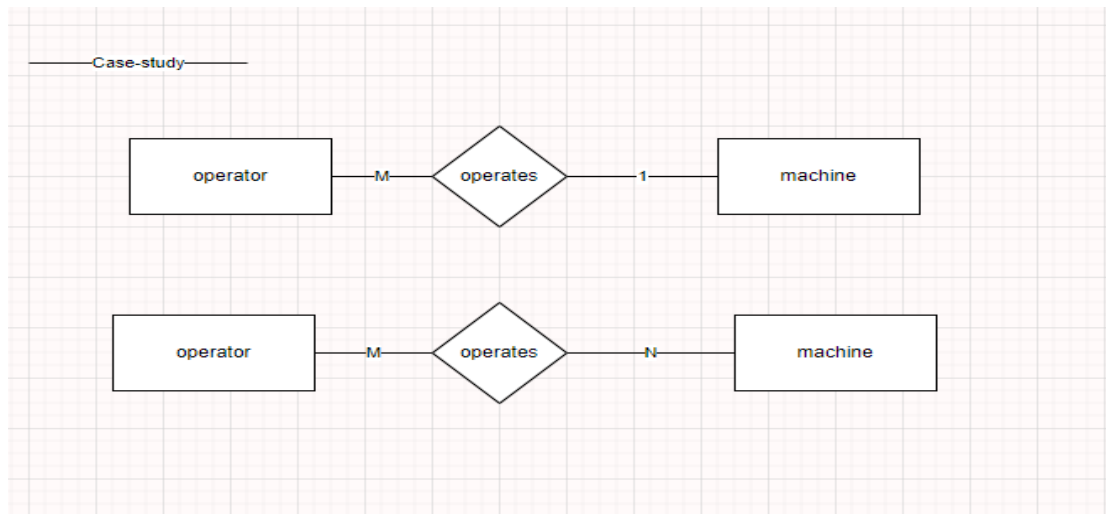 Case-study
operator M operates 1 machine
operator M operates N machine